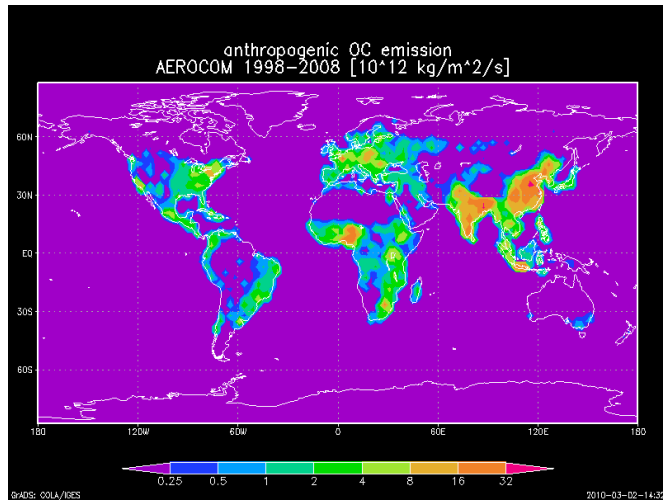 anthropogenic OC emission
AEROCOM 1998-2008 [10^12 kg/m^2/s]
60N
30N
EQ
30S
60S
180 120W 60W 0 60E 120E 180
0.25 0.5 1 2 4 8 16 32
GrADS: COLA/IGES
2010-03-02-14:32